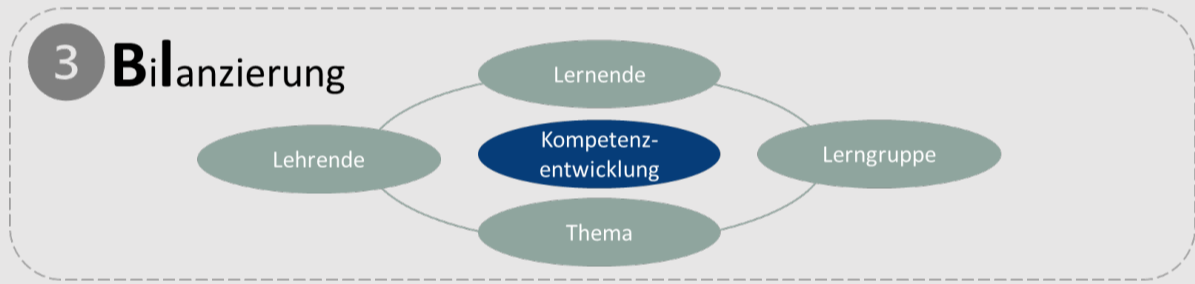 3 Bilanzierung
Lernende
Lehrende
Kompetenz-
entwicklung
Lerngruppe
Thema